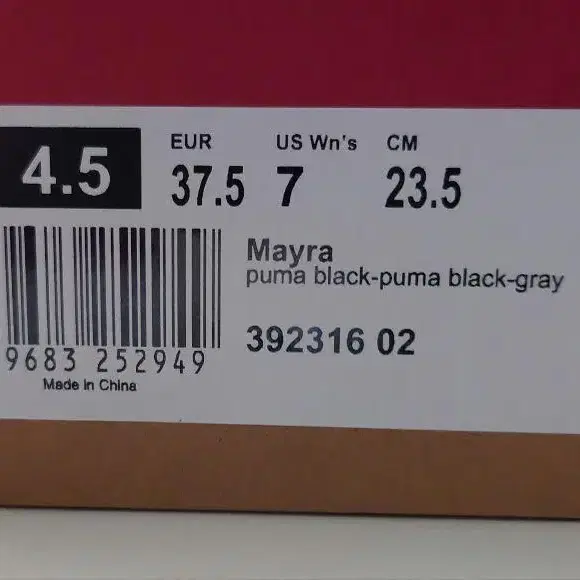 4.5
EUR US Wn's CM
37.5 7 23.5
Mayra
puma black-puma black-gray
392316 02
9683 252949
Made in China